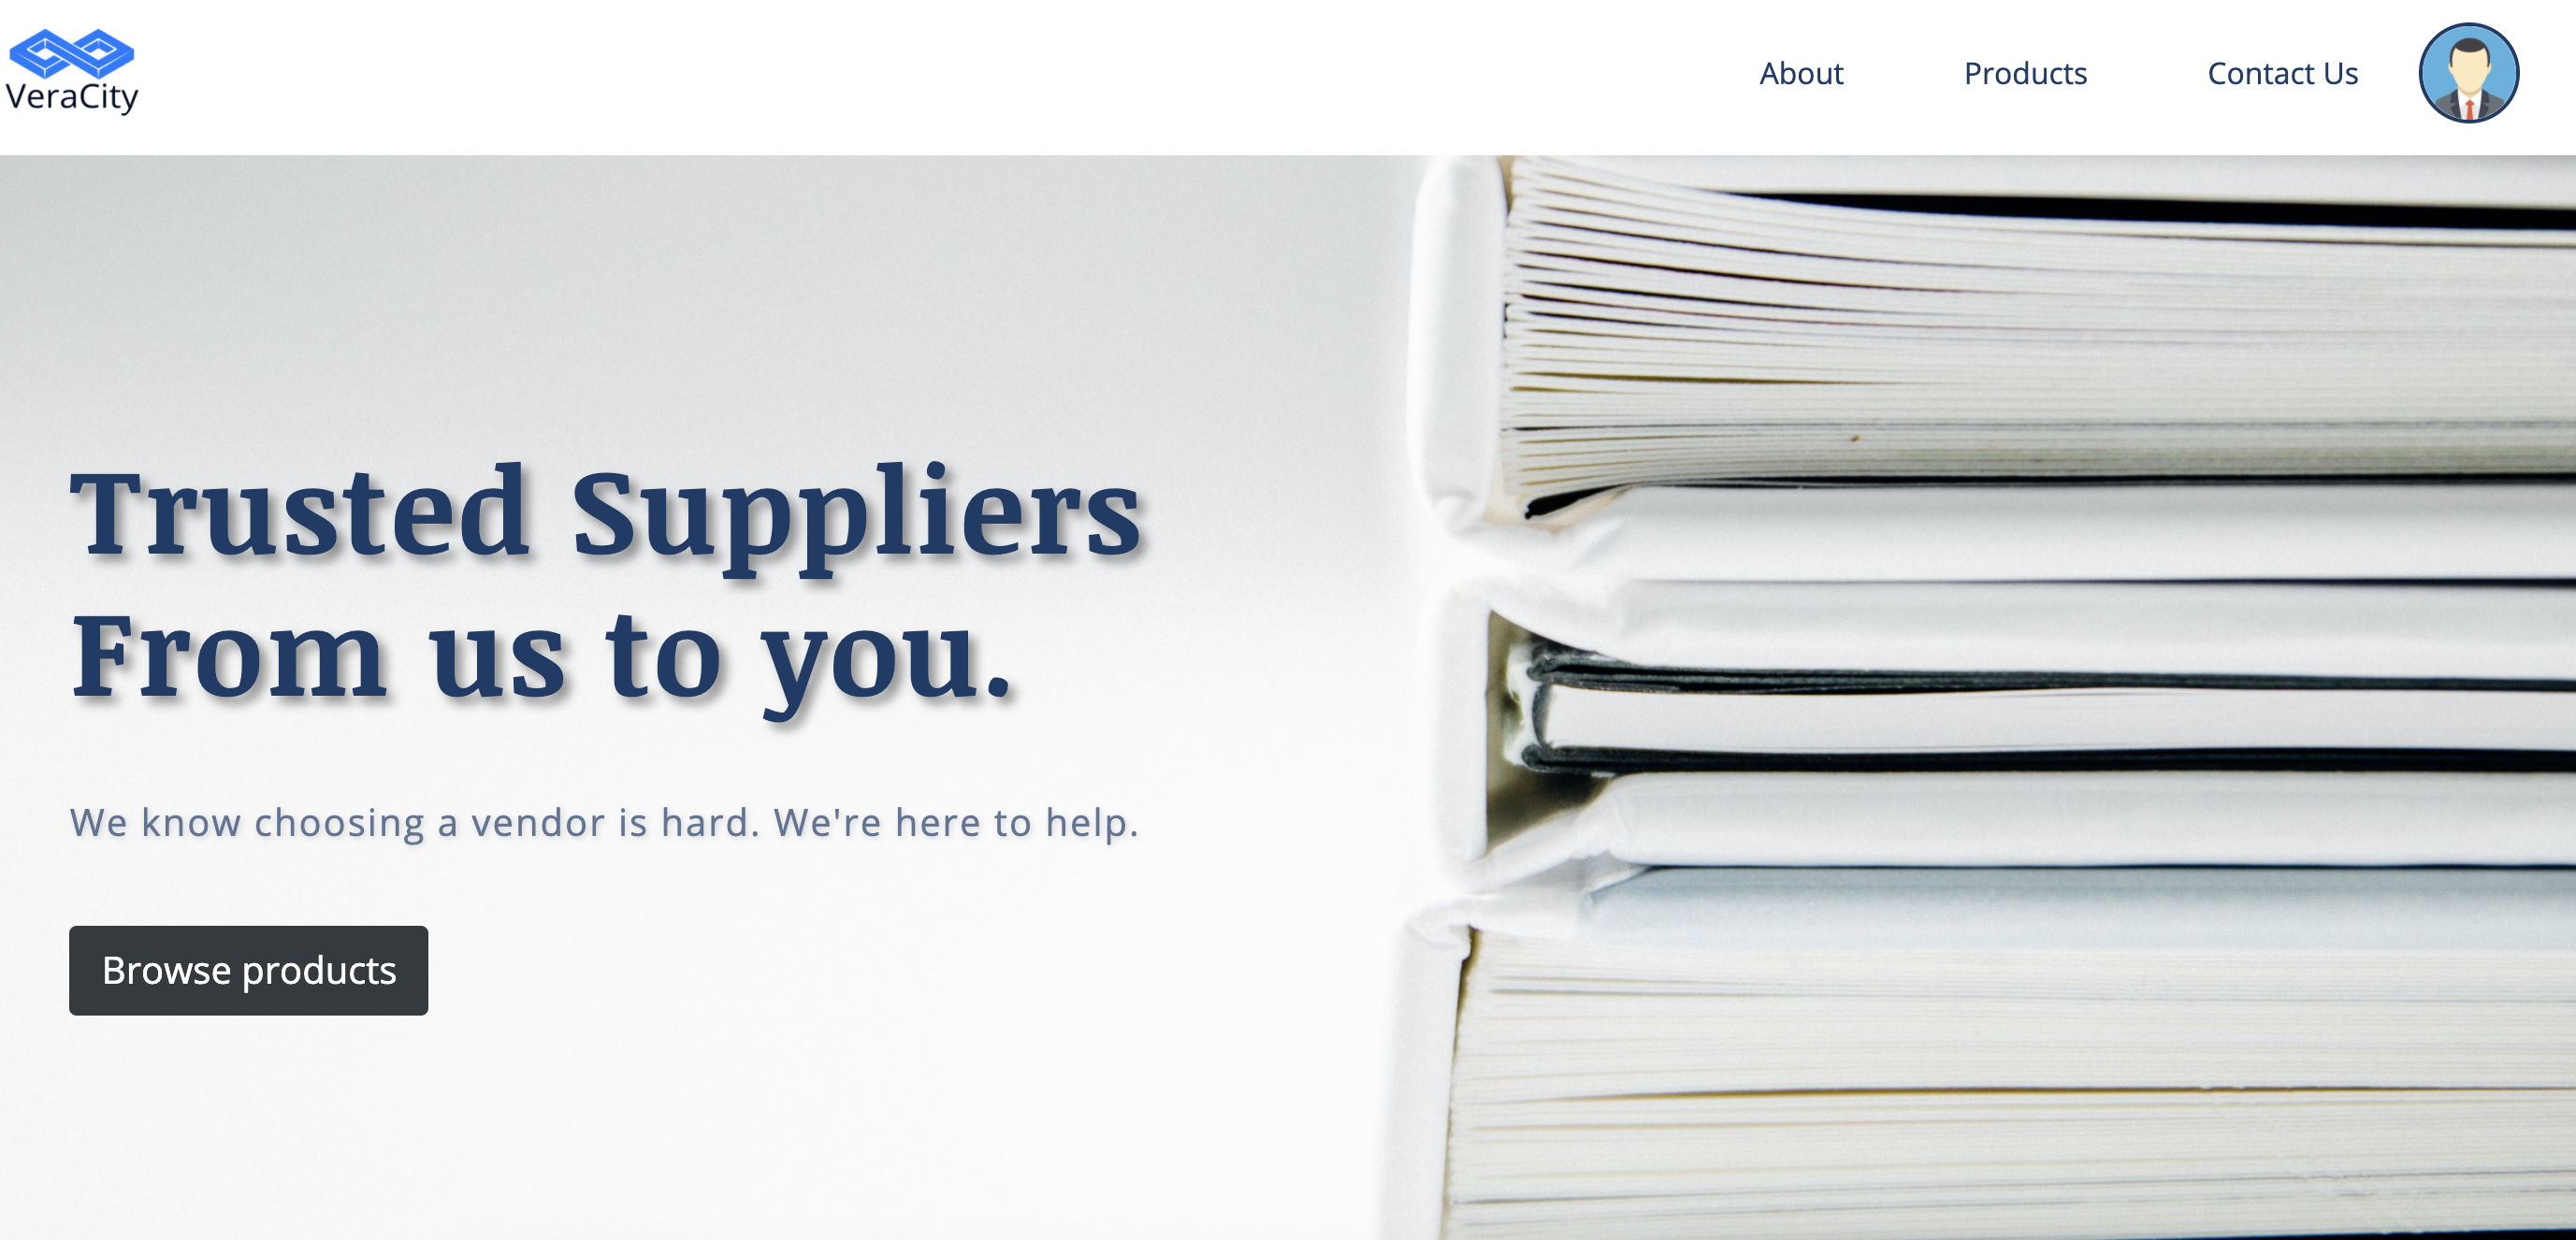 VeraCity
About
Products
Contact Us
Trusted Suppliers
From us to you.
We know choosing a vendor is hard. We're here to help.
Browse products